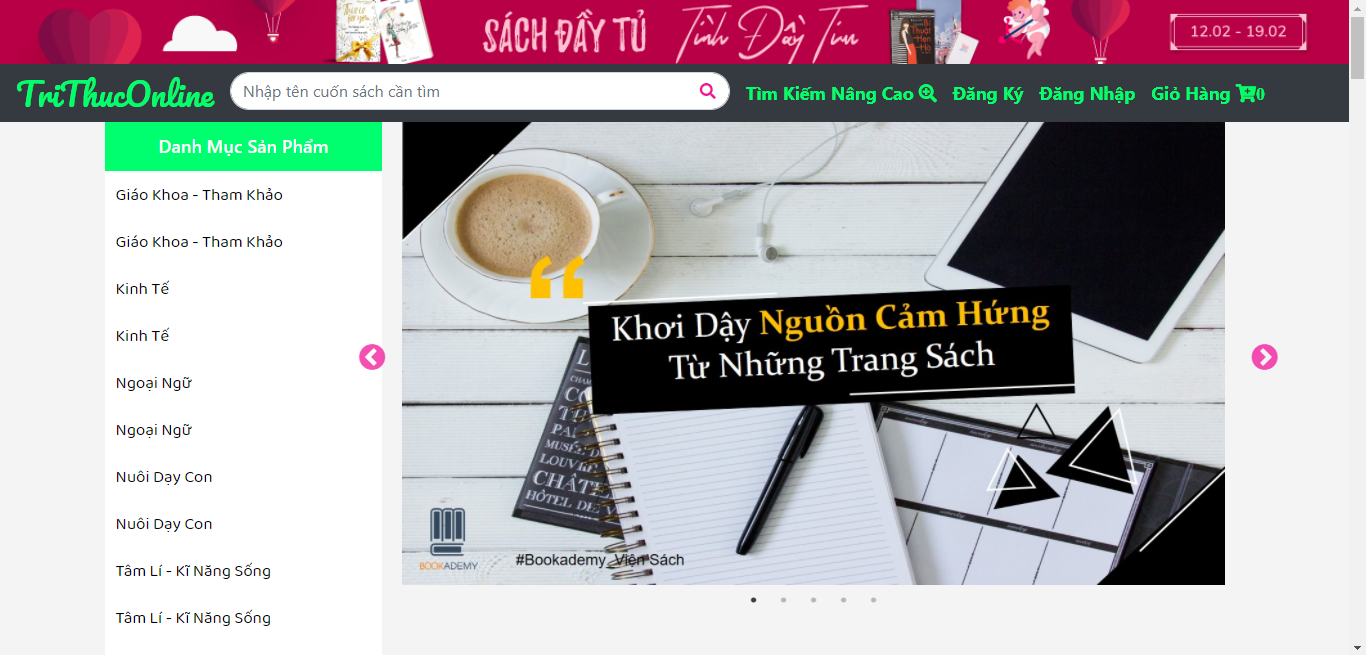 SÁCH ĐẦY TỦ Tình Đầy Tim
12.02 - 19.02
TriThucOnline
Nhập tên cuốn sách cần tìm
Tìm Kiếm Nâng Cao Đăng Ký Đăng Nhập Giỏ Hàng 0
Danh Mục Sản Phẩm
Giáo Khoa - Tham Khảo
Giáo Khoa - Tham Khảo
Kinh Tế
Kinh Tế
Ngoại Ngữ
Ngoại Ngữ
Nuôi Dạy Con
Nuôi Dạy Con
Tâm Lí - Kĩ Năng Sống
Tâm Lí - Kĩ Năng Sống
“
Khơi Dậy Nguồn Cảm Hứng
Từ Những Trang Sách
HÔTEL DE
BOOKADEMY
#Bookademy_Viện Sách